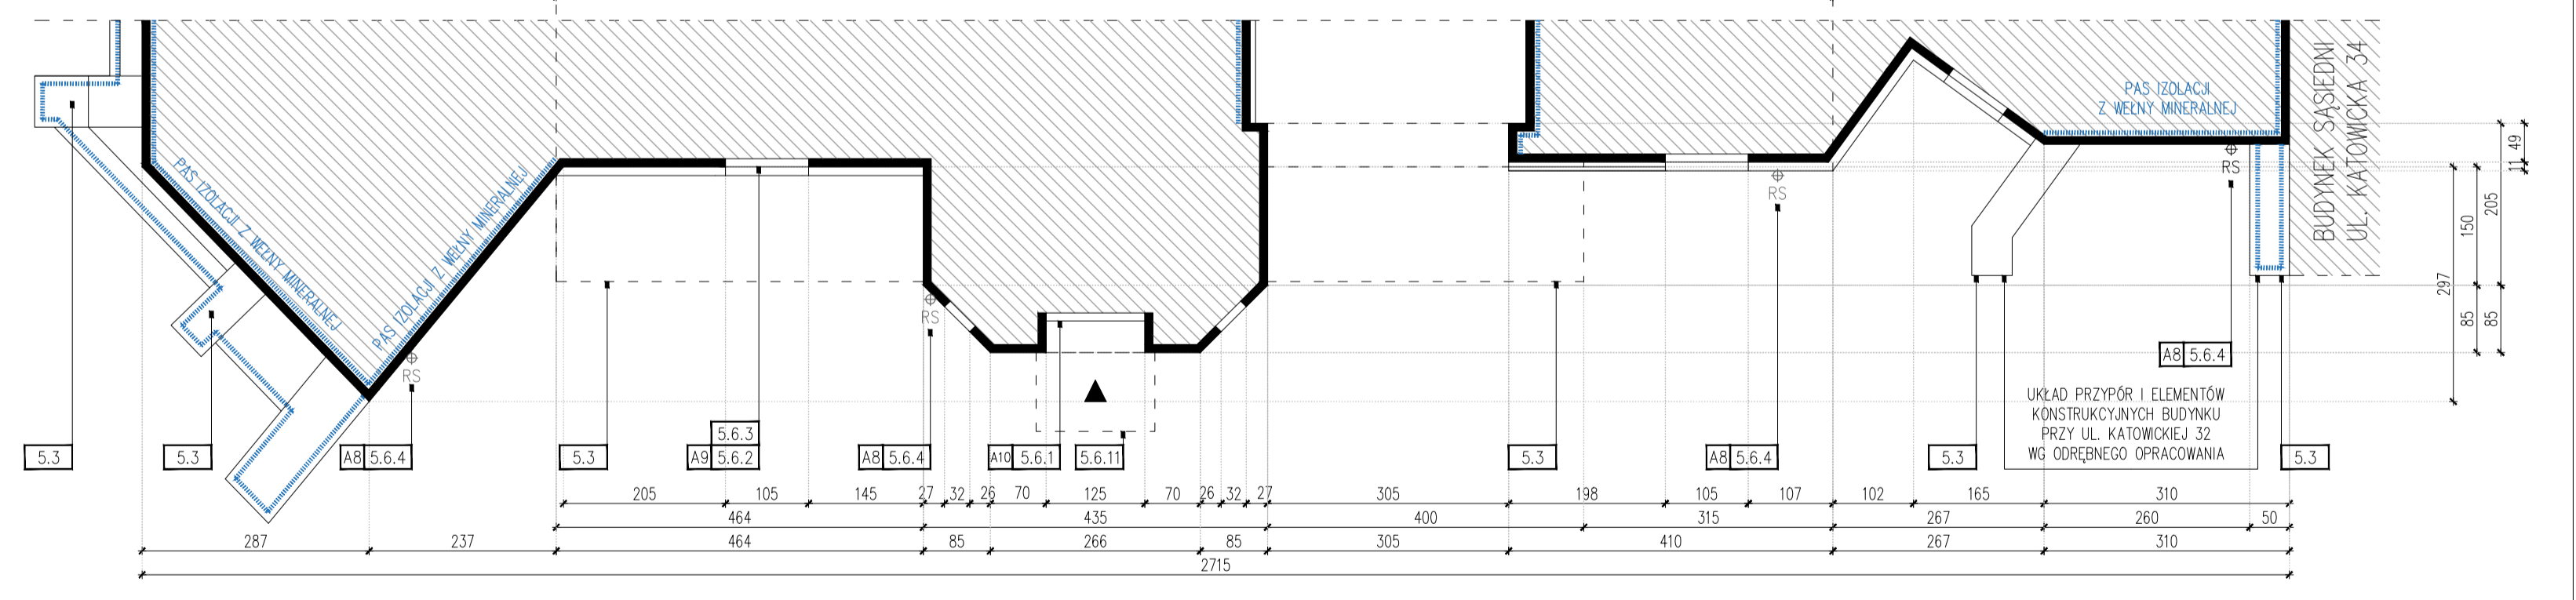 BUDYNEK SĄSIEDNI
UL. KATOWICKA 34
PAS IZOLACJI
Z WEŁNY MINERALNEJ
PAS IZOLACJI Z WEŁNY MINERALNEJ
PAS IZOLACJI Z WEŁNY MINERALNEJ
RS
RS
RS
RS
11 49
150
205
297
85
85
A8 5.6.4
UKŁAD PRZYPÓR I ELEMENTÓW
KONSTRUKCYJNYCH BUDYNKU
PRZY UL. KATOWICKIEJ 32
WG ODRĘBNEGO OPRACOWANIA
5.6.3
5.3
5.3
A8 5.6.4
5.3
A9 5.6.2
A8 5.6.4
A10 5.6.1
5.6.11
5.3
A8 5.6.4
5.3
5.3
205 105 145 27 32 26 70 125 70 26 32 27 305 198 105 107 102 165 310
464 435 400 315 267 260 50
287 237 464 85 266 85 305 410 267 310
2715